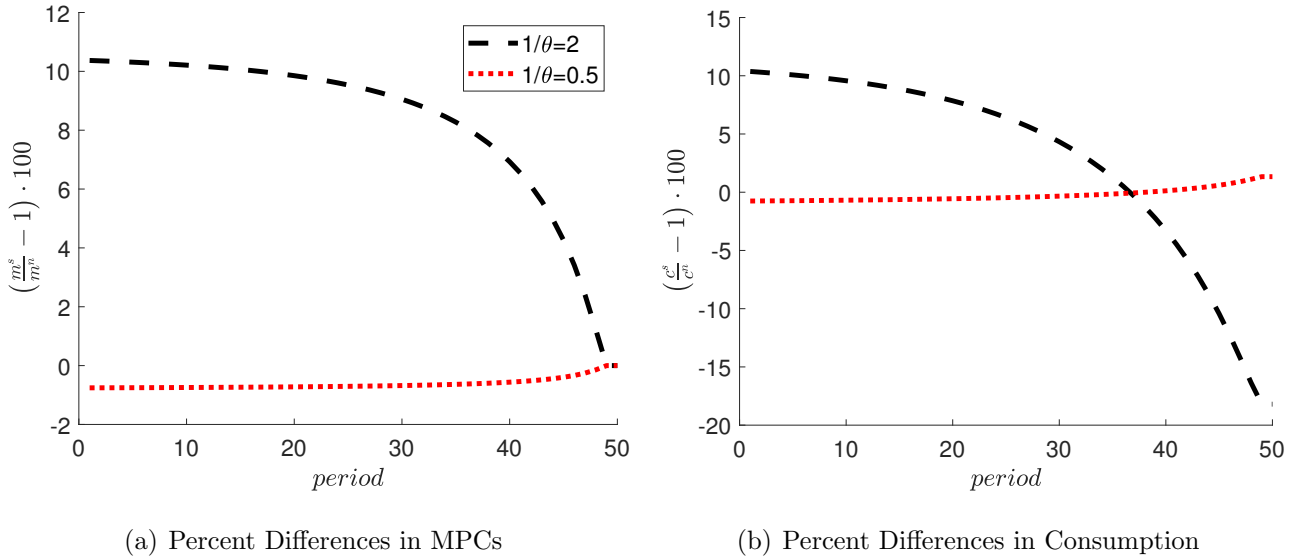 12
10
8
6
4
2
0
-2
0 10 20 30 40 50
period
(m^s/m^n − 1) · 100
1/θ=2
1/θ=0.5
(a) Percent Differences in MPCs
15
10
5
0
-5
-10
-15
-20
0 10 20 30 40 50
period
(c^s/c^n − 1) · 100
(b) Percent Differences in Consumption